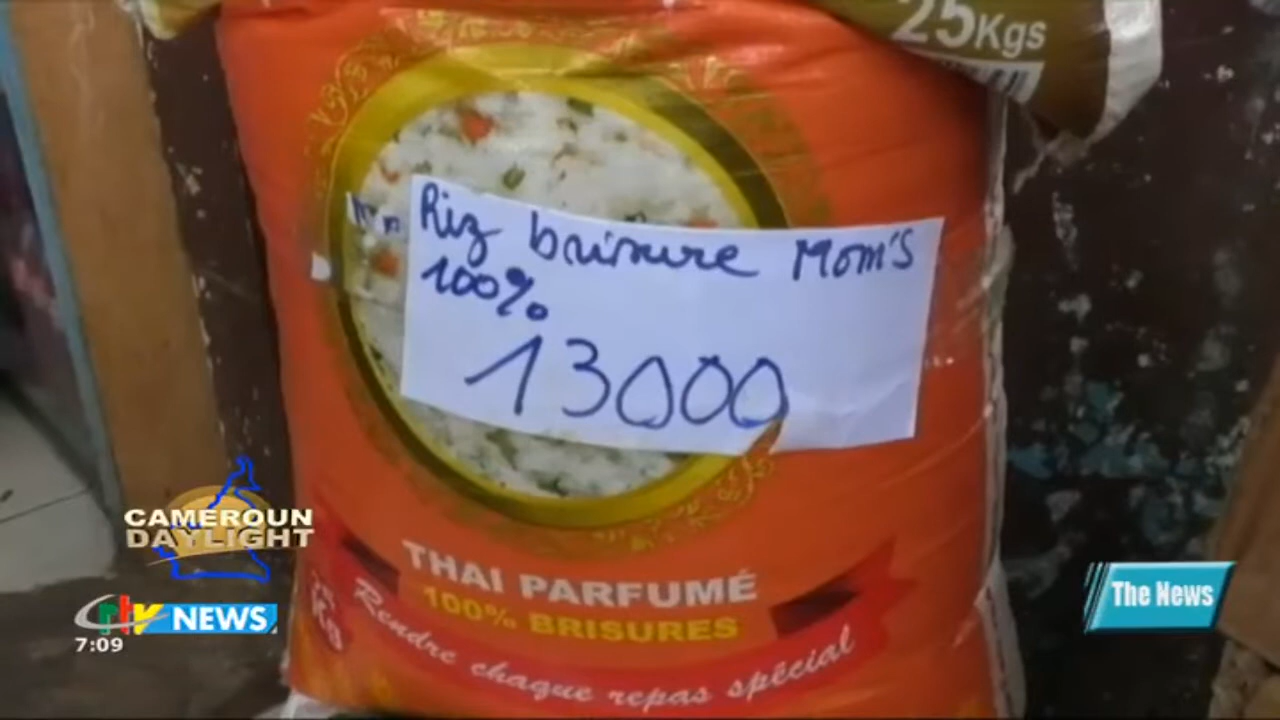 25Kgs
Riz brisure Mom's
100%
13000
THAI PARFUMÉ
100% BRISURES
Rendre chaque repas spécial
CAMEROUN
DAYLIGHT
The News
crtv NEWS
7:09